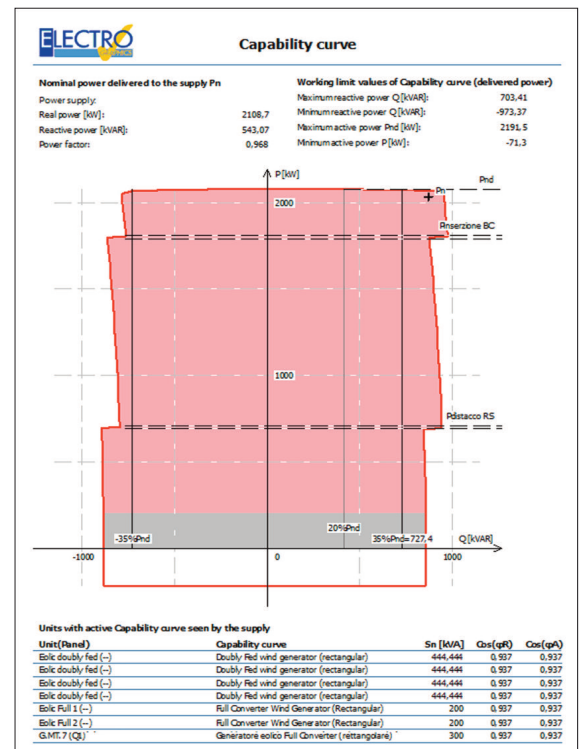 ELECTRO
GRAPHICS
Capability curve
Nominal power delivered to the supply Pn
Power supply:
Real power [kW]: 2108,7
Reactive power [kVAR]: 543,07
Power factor: 0,968
Working limit values of Capability curve (delivered power)
Maximum reactive power Q[kVAR]: 703,41
Minimum reactive power Q[kVAR]: -973,37
Maximum active power Pnd [kW]: 2191,5
Minimum active power P[kW]: -71,3
P[kW]
Pnd
Pn
2000
Pinserzione BC
1000
Pdistacco RS
20%Pnd
-35%Pnd
35%Pnd=727,4
Q[kVAR]
-1000 0 1000
Units with active Capability curve seen by the supply
Unit(Panel) Capability curve Sn [kVA] Cos(φR) Cos(φA)
Eolic doubly fed (--) Doubly Fed wind generator (rectangular) 444,444 0,937 0,937
Eolic doubly fed (--) Doubly Fed wind generator (rectangular) 444,444 0,937 0,937
Eolic doubly fed (--) Doubly Fed wind generator (rectangular) 444,444 0,937 0,937
Eolic doubly fed (--) Doubly Fed wind generator (rectangular) 444,444 0,937 0,937
Eolic Full 1 (--) Full Converter Wind Generator (Rectangular) 200 0,937 0,937
Eolic Full 2 (--) Full Converter Wind Generator (Rectangular) 200 0,937 0,937
G.MT.7 (Q1) Generatore eolico Full Converter (rettangolare) 300 0,937 0,937